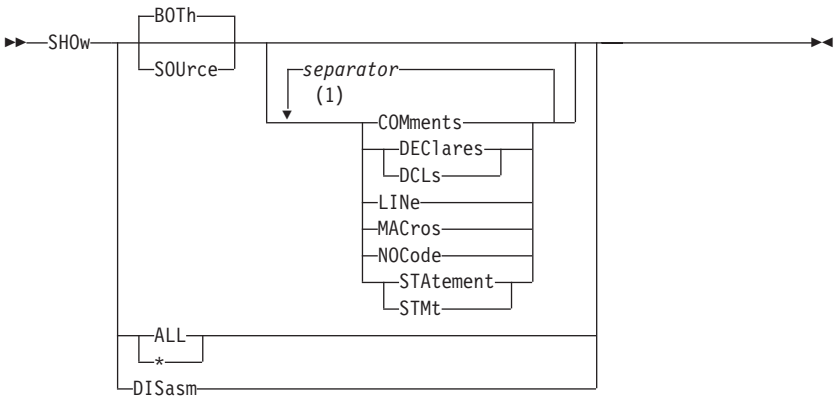 BOTh
SHOw
SOUrce
separator
(1)
COMments
DEClares
DCLs
LINe
MACros
NOCode
STAtement
STMt
ALL
*
DISasm